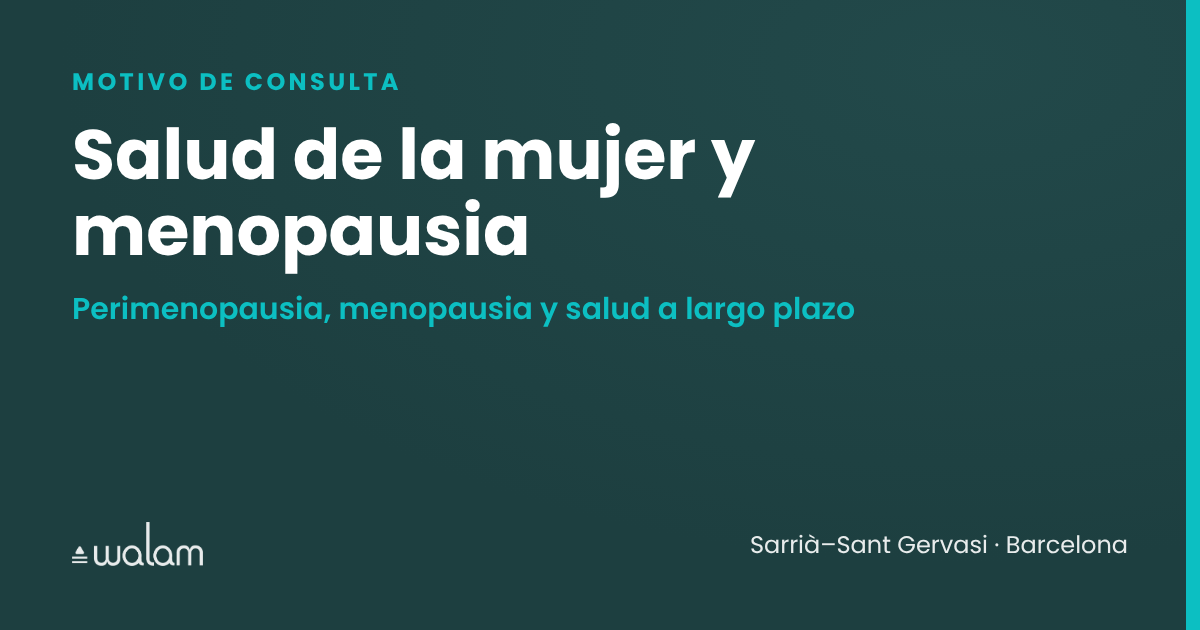 MOTIVO DE CONSULTA
Salud de la mujer y
menopausia
Perimenopausia, menopausia y salud a largo plazo
walam
Sarrià–Sant Gervasi · Barcelona